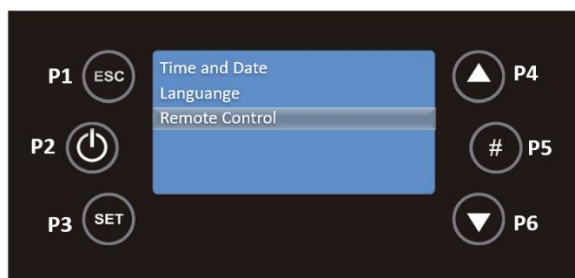 P1 ESC
Time and Date
P4
Languange
Remote Control
P2
# P5
P3 SET
P6